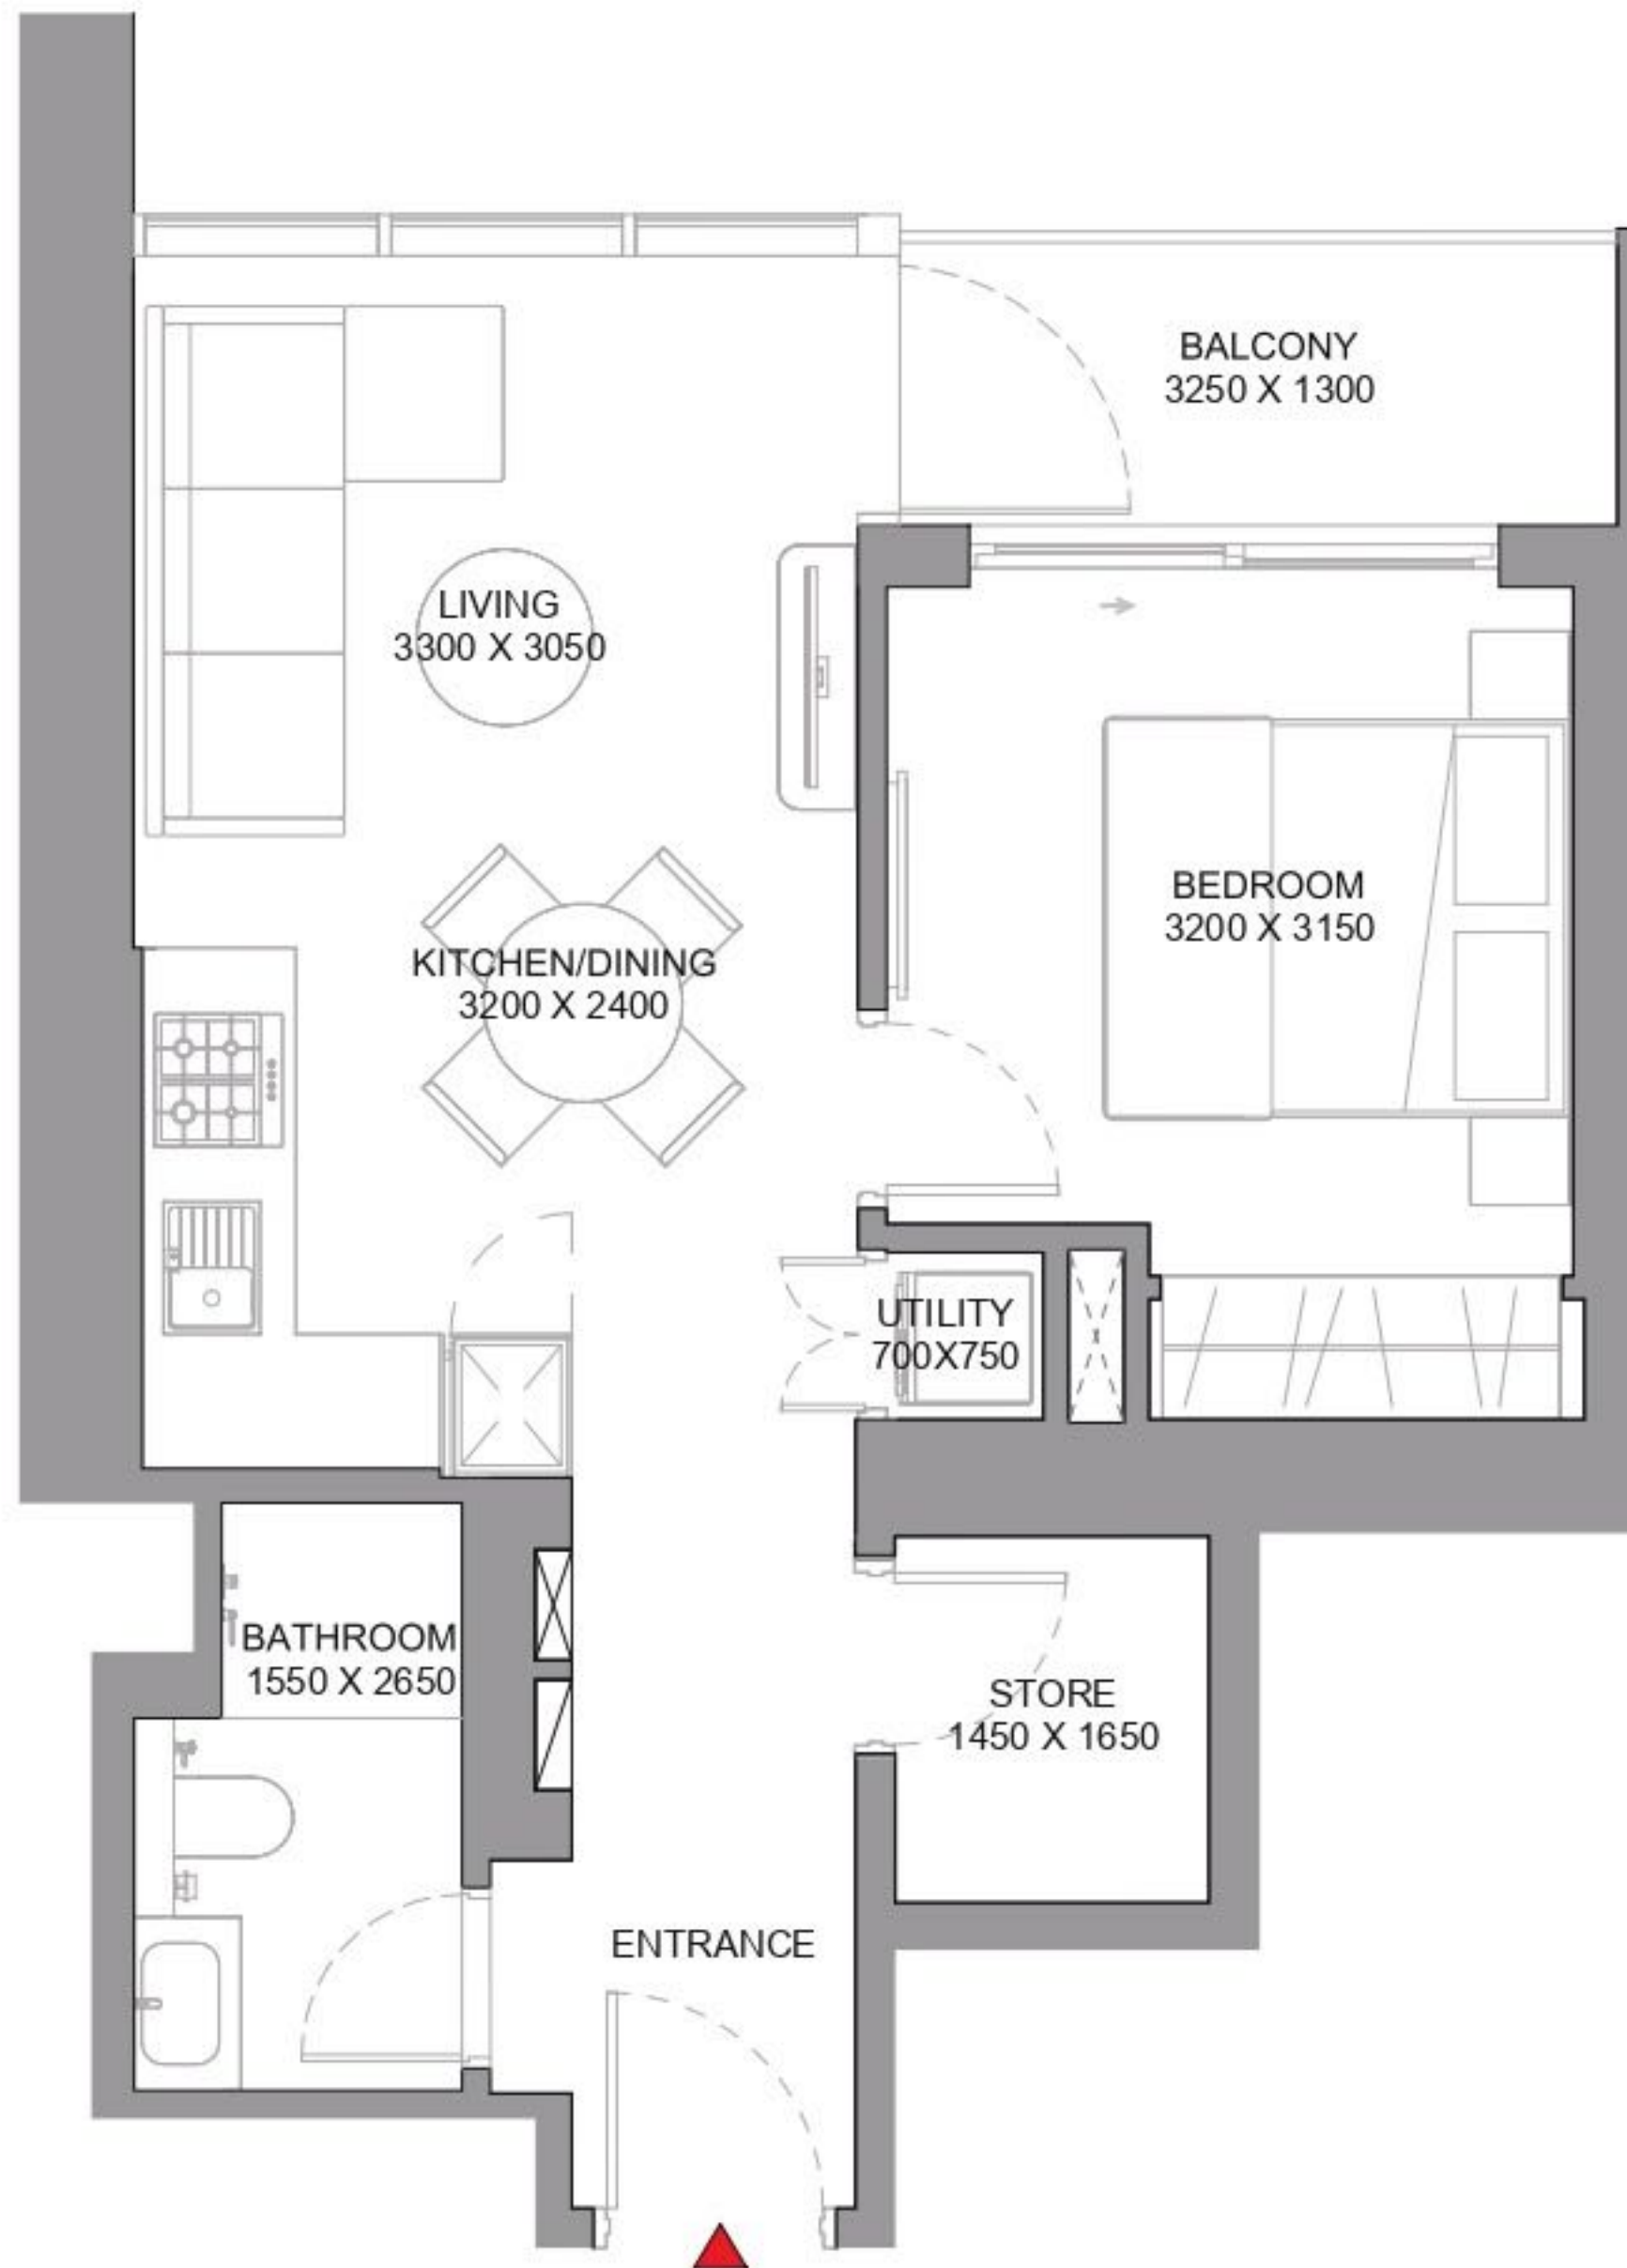 BALCONY
3250 X 1300
LIVING
3300 X 3050
BEDROOM
3200 X 3150
KITCHEN/DINING
3200 X 2400
UTILITY
700X750
BATHROOM
1550 X 2650
STORE
1450 X 1650
ENTRANCE